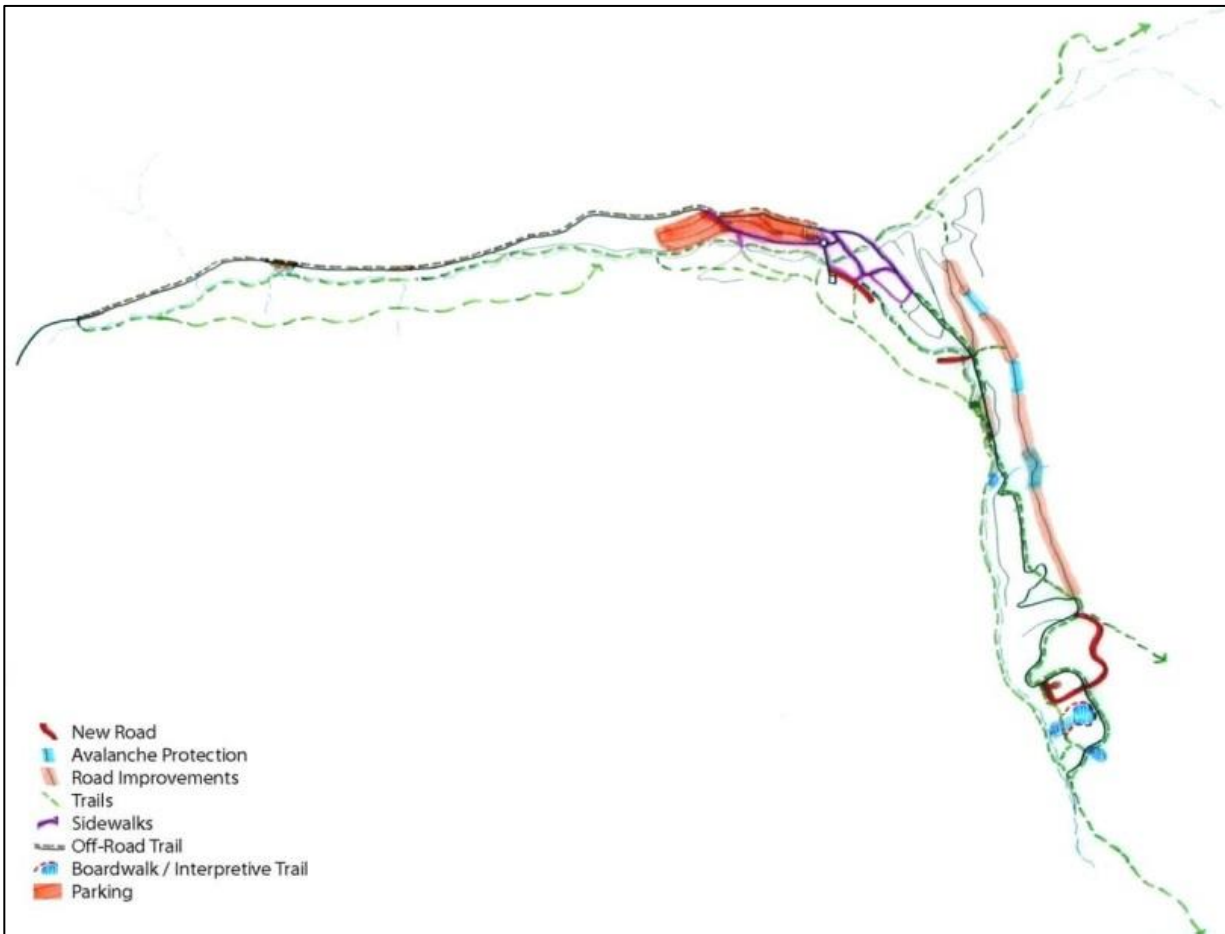 New Road
Avalanche Protection
Road Improvements
Trails
Sidewalks
Off-Road Trail
Boardwalk / Interpretive Trail
Parking